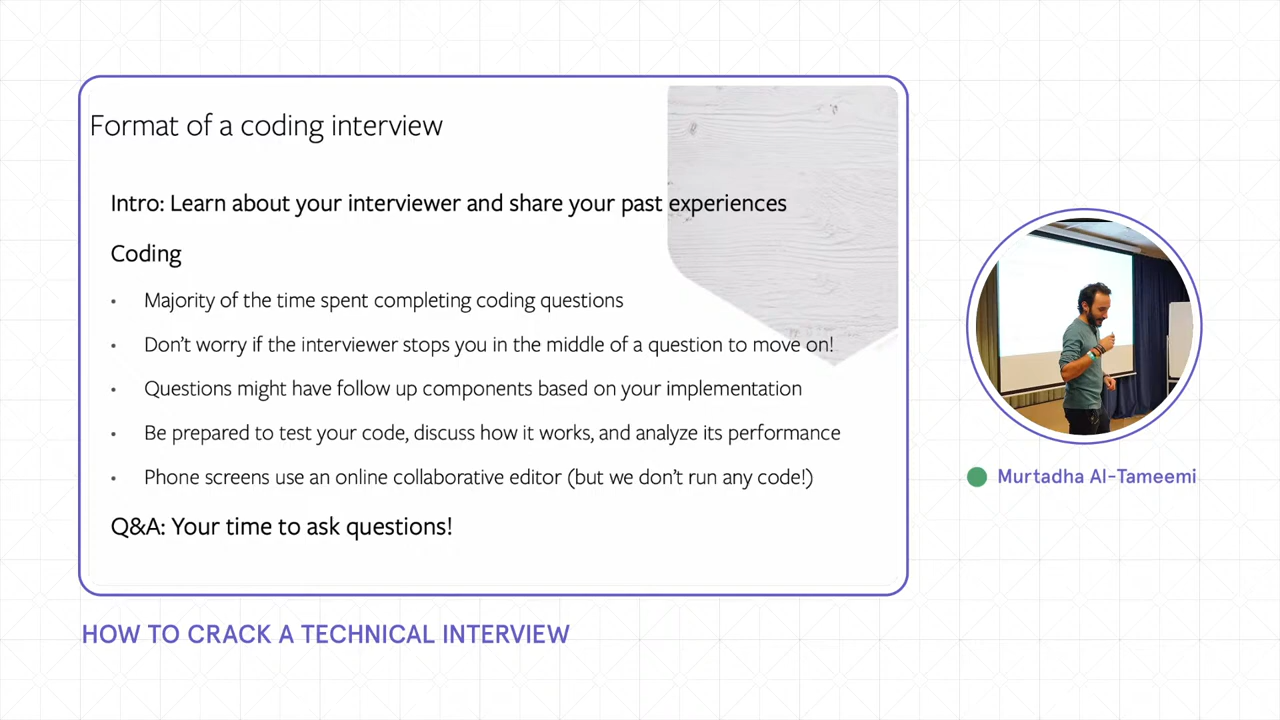 Format of a coding interview
Intro: Learn about your interviewer and share your past experiences
Coding
• Majority of the time spent completing coding questions
• Don't worry if the interviewer stops you in the middle of a question to move on!
• Questions might have follow up components based on your implementation
• Be prepared to test your code, discuss how it works, and analyze its performance
• Phone screens use an online collaborative editor (but we don't run any code!)
Q&A: Your time to ask questions!
Murtadha Al-Tameemi
HOW TO CRACK A TECHNICAL INTERVIEW